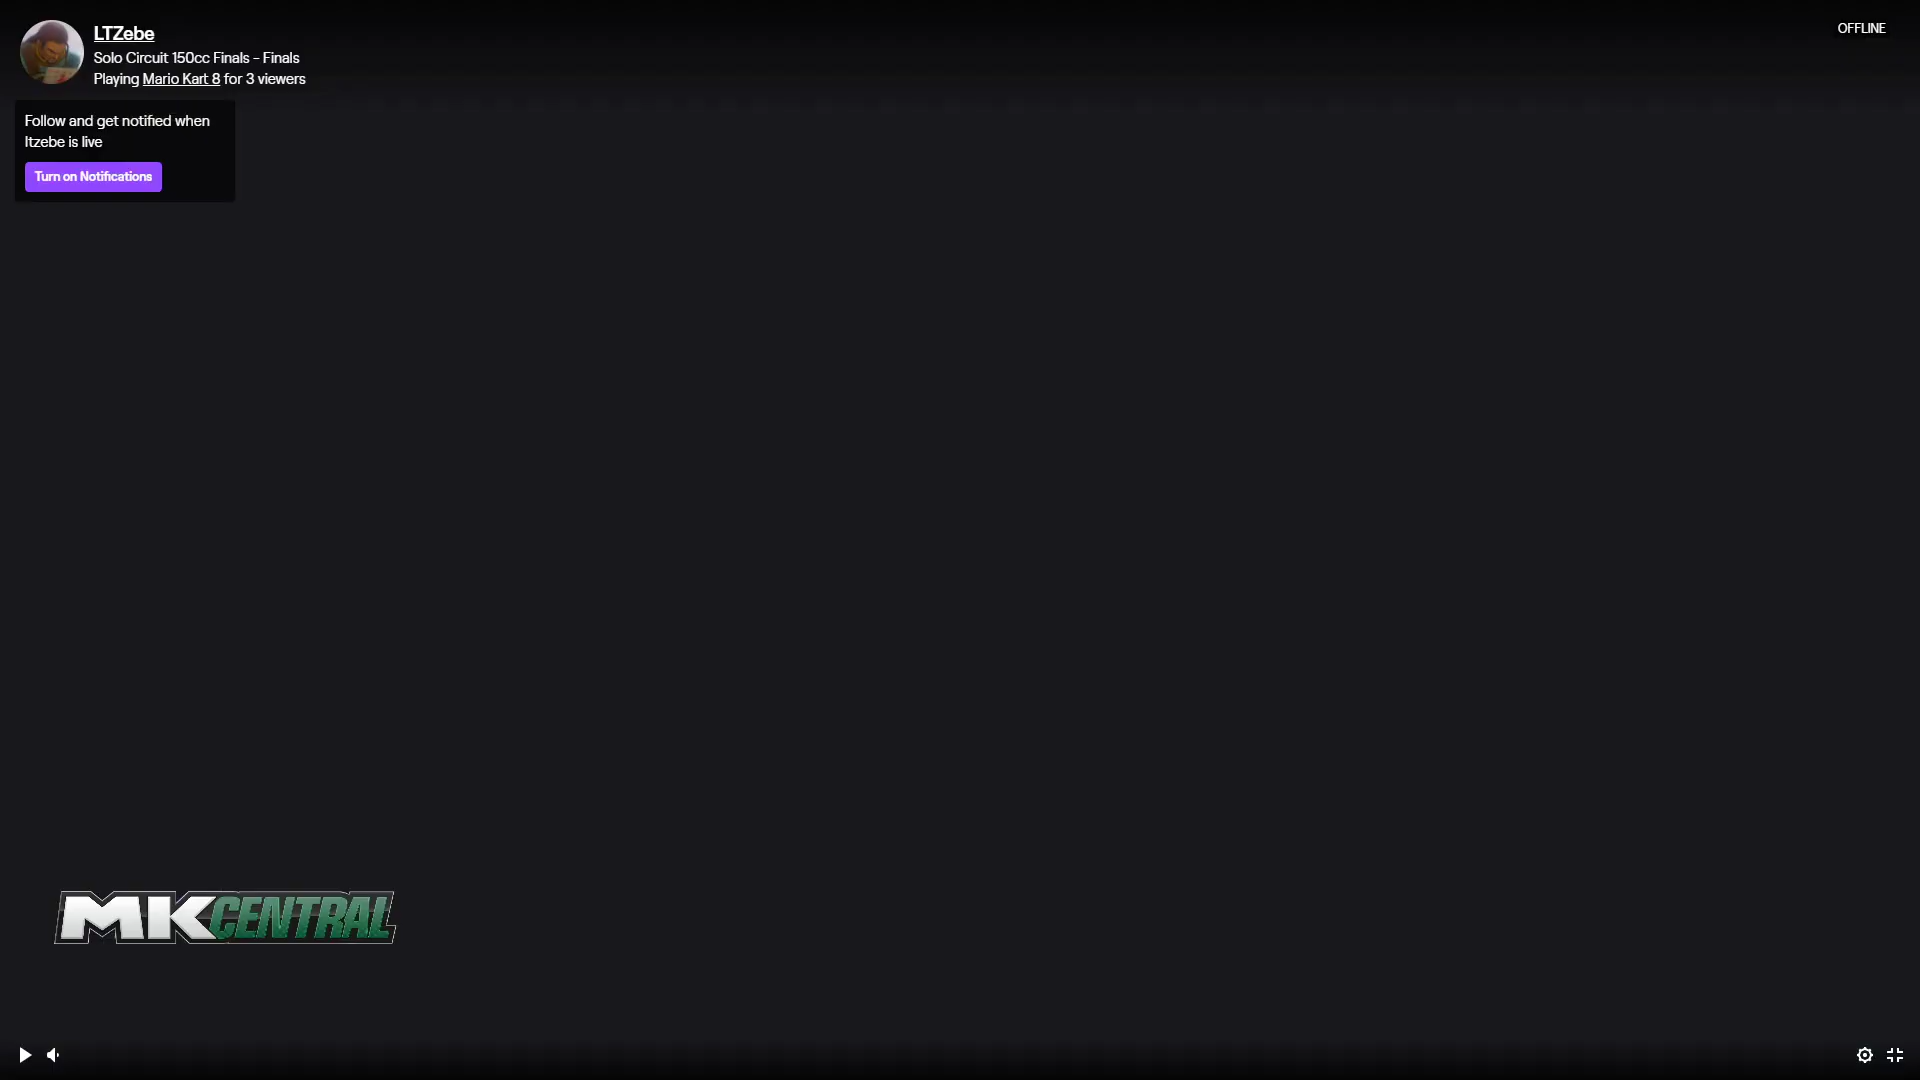 LTZebe
OFFLINE
Solo Circuit 150cc Finals - Finals
Playing Mario Kart 8 for 3 viewers
Follow and get notified when
ltzebe is live
Turn on Notifications
MKCENTRAL